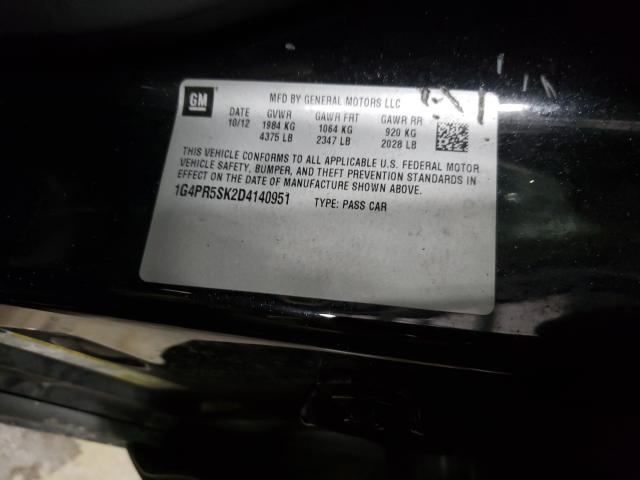 GM
MFD BY GENERAL MOTORS LLC
DATE GVWR GAWR FRT GAWR RR
10/12 1984 KG 1064 KG 920 KG
4375 LB 2347 LB 2028 LB
THIS VEHICLE CONFORMS TO ALL APPLICABLE U.S. FEDERAL MOTOR
VEHICLE SAFETY, BUMPER, AND THEFT PREVENTION STANDARDS IN
EFFECT ON THE DATE OF MANUFACTURE SHOWN ABOVE.
1G4PR5SK2D4140951 TYPE: PASS CAR